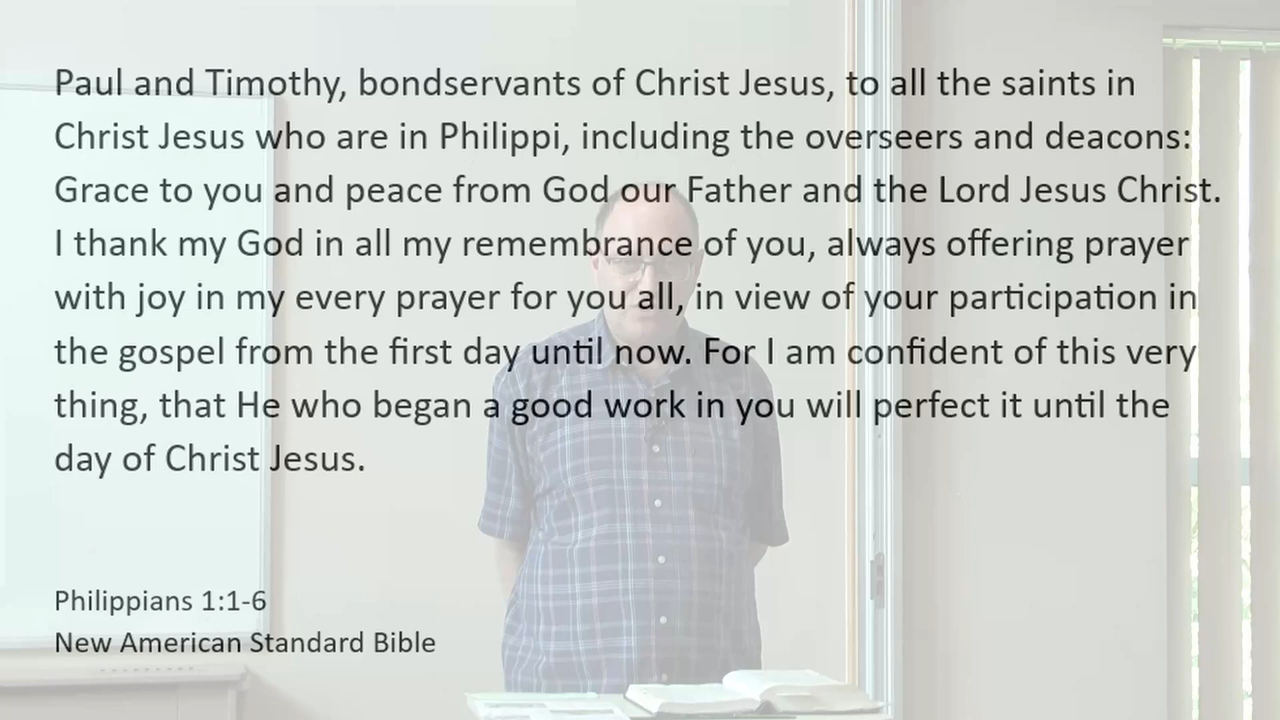 Paul and Timothy, bondservants of Christ Jesus, to all the saints in
Christ Jesus who are in Philippi, including the overseers and deacons:
Grace to you and peace from God our Father and the Lord Jesus Christ.
I thank my God in all my remembrance of you, always offering prayer
with joy in my every prayer for you all, in view of your participation in
the gospel from the first day until now. For I am confident of this very
thing, that He who began a good work in you will perfect it until the
day of Christ Jesus.
Philippians 1:1-6
New American Standard Bible